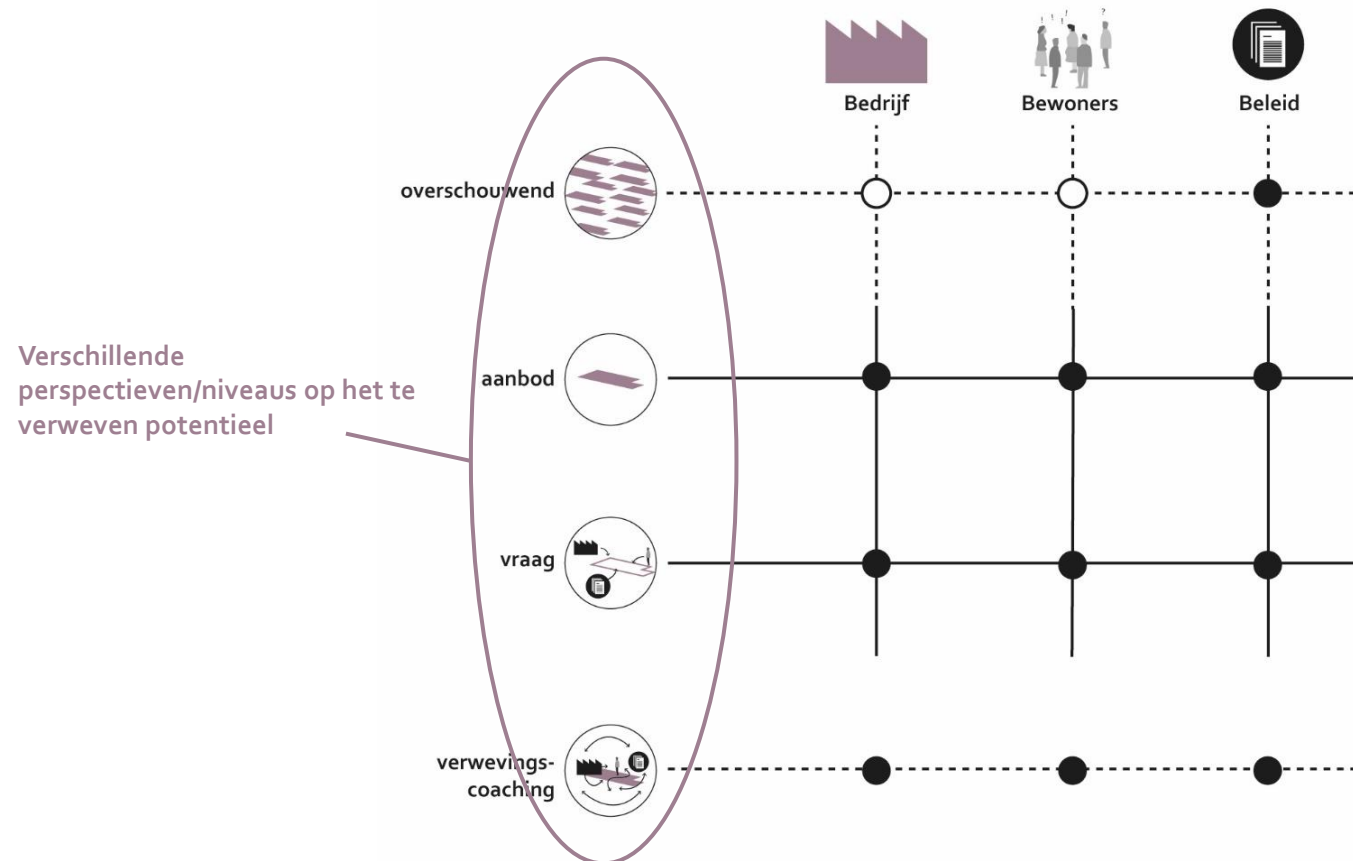 Bedrijf
Bewoners
Beleid
overschouwend
Verschillende
perspectieven/niveaus op het te
verweven potentieel
aanbod
vraag
verwevings-
coaching